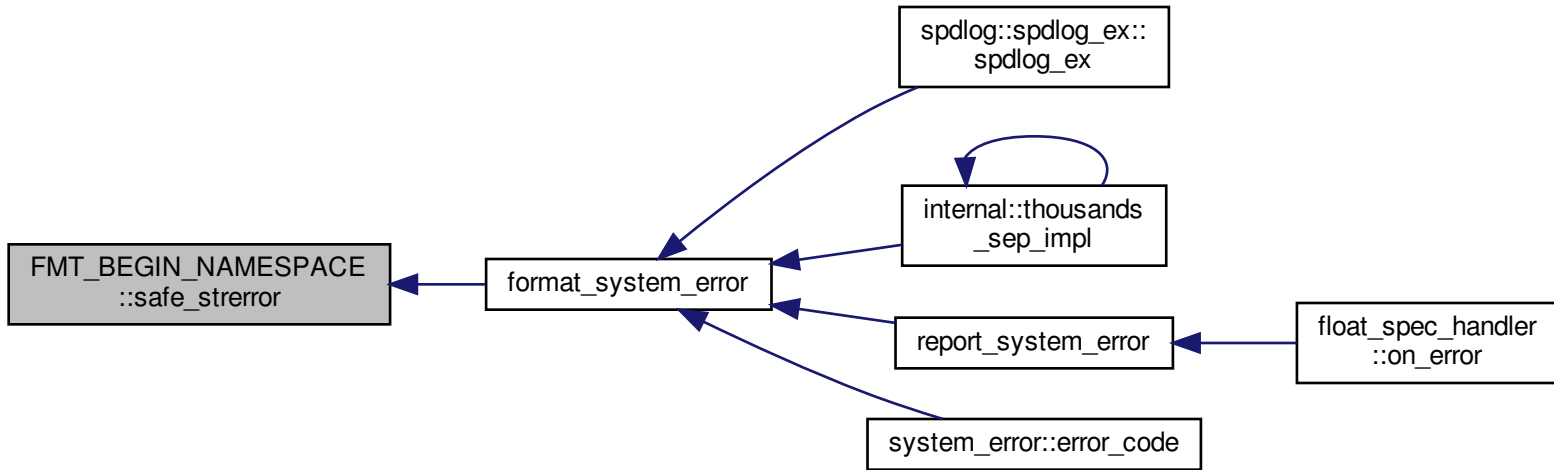 FMT_BEGIN_NAMESPACE
::safe_strerror
format_system_error
spdlog::spdlog_ex::
spdlog_ex
internal::thousands
_sep_impl
report_system_error
float_spec_handler
::on_error
system_error::error_code